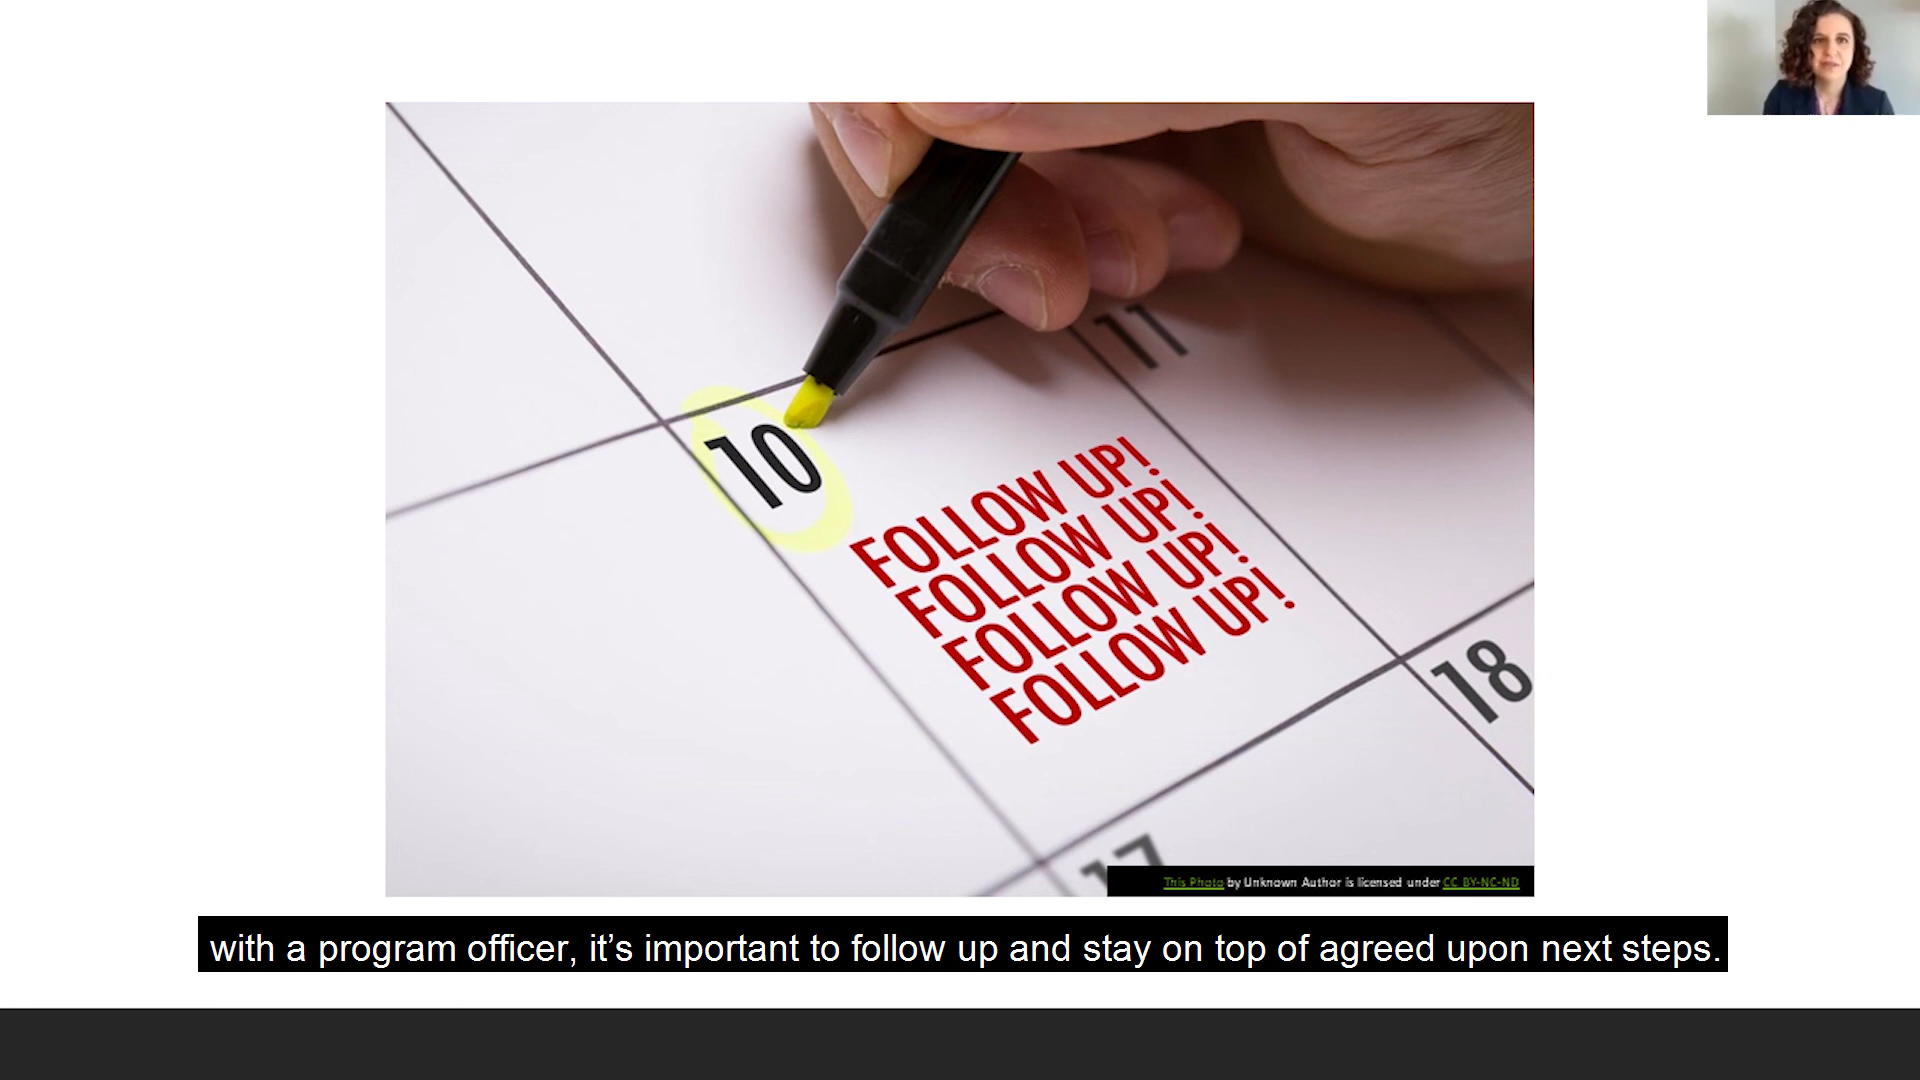 11
10
FOLLOW UP!
FOLLOW UP!
FOLLOW UP!
FOLLOW UP!
18
17
This Photo by Unknown Author is licensed under CC BY-NC-ND
with a program officer, it’s important to follow up and stay on top of agreed upon next steps.